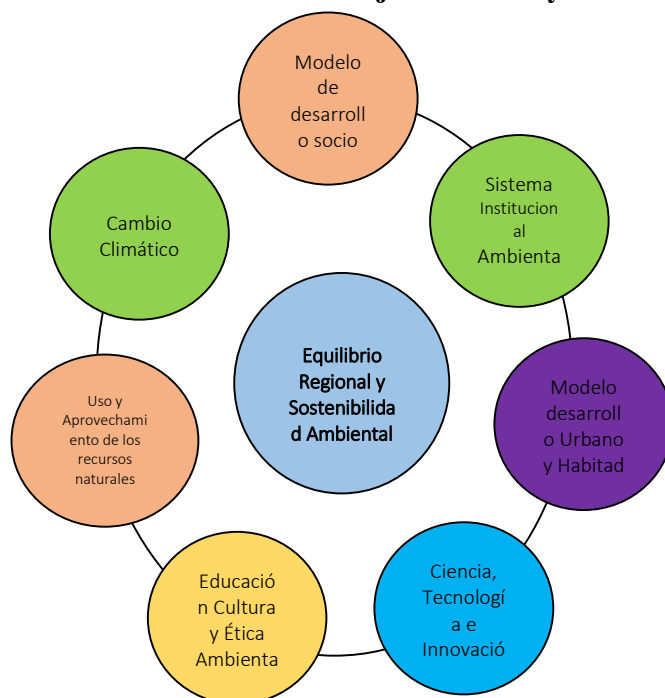 Modelo
de
desarroll
o socio
Sistema
Institucion
al
Ambienta
Cambio
Climático
Equilibrio
Regional y
Sostenibilida
d Ambiental
Modelo
desarroll
o Urbano
y Habitad
Uso y
Aprovechami
ento de los
recursos
naturales
Ciencia,
Tecnologí
a e
Innovació
Educació
n Cultura
y Ética
Ambienta